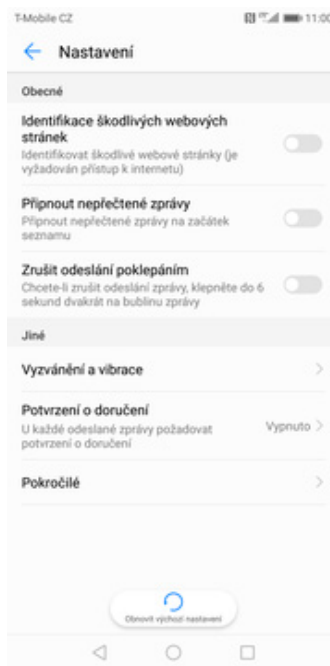 T-Mobile CZ
11:00
Nastavení
Obecné
Identifikace škodlivých webových
stránek
Identifikovat škodlivé webové stránky (je
vyžadován přístup k internetu)
Připnout nepřečtené zprávy
Připnout nepřečtené zprávy na začátek
seznamu
Zrušit odeslání poklepáním
Chcete-li zrušit odeslání zprávy, klepněte do 6
sekund dvakrát na bublinu zprávy
Jiné
Vyzvánění a vibrace
Potvrzení o doručení
U každé odeslané zprávy požadovat
potvrzení o doručení
Vypnuto
Pokročilé
Obnovit výchozí nastavení